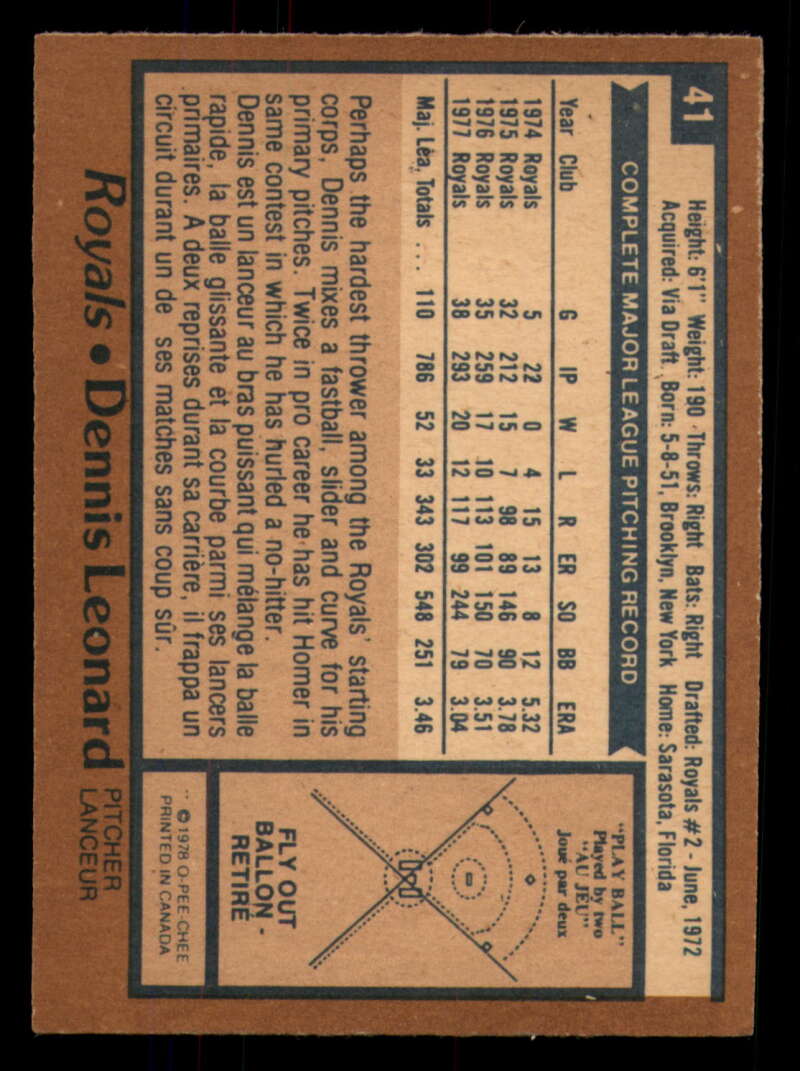 41
Height: 6'1" Weight: 190 Throws: Right Bats: Right Drafted: Royals #2 - June, 1972
Acquired: Via Draft Born: 5-8-51, Brooklyn, New York Home: Sarasota, Florida
COMPLETE MAJOR LEAGUE PITCHING RECORD
Year Club G IP W L R ER SO BB ERA
1974 Royals 5 22 0 4 15 13 8 12 5.32
1975 Royals 32 212 15 7 98 89 146 90 3.78
1976 Royals 35 259 17 10 113 101 150 70 3.51
1977 Royals 38 293 20 12 117 99 244 79 3.04
Maj. Lea. Totals ... 110 786 52 33 343 302 548 251 3.46
Perhaps the hardest thrower among the Royals' starting
corps, Dennis mixes a fastball, slider and curve for his
primary pitches. Twice in pro career he has hit Homer in
same contest in which he has hurled a no-hitter.
Dennis est un lanceur au bras puissant qui mélange la balle
rapide, la balle glissante et la courbe parmi ses lancers
primaires. A deux reprises durant sa carrière, il frappa un
circuit durant un de ses matches sans coup sûr.
"PLAY BALL"
Played by two
"AU JEU"
Joué par deux
FLY OUT
BALLON -
RETIRÉ
© 1978 O-PEE-CHEE
PRINTED IN CANADA
Royals • Dennis Leonard PITCHER
LANCEUR